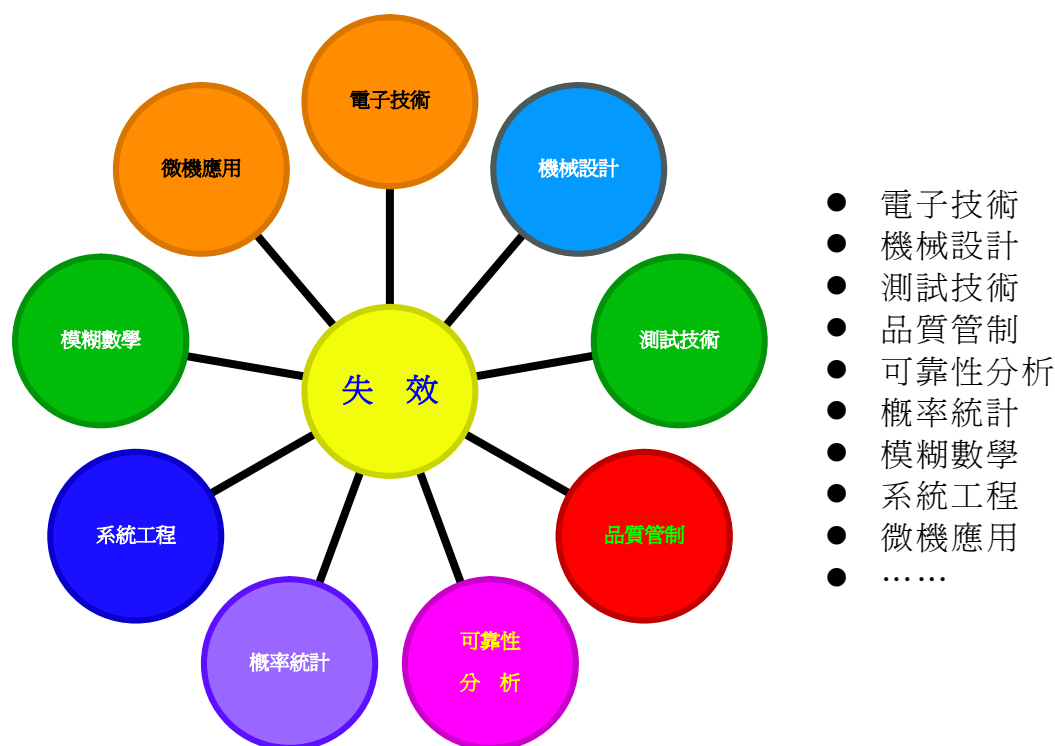 電子技術
機械設計
微機應用
測試技術
模糊數學
失 效
系統工程
品質管制
概率統計
可靠性
分 析
● 電子技術
● 機械設計
● 測試技術
● 品質管制
● 可靠性分析
● 概率統計
● 模糊數學
● 系統工程
● 微機應用
● ……